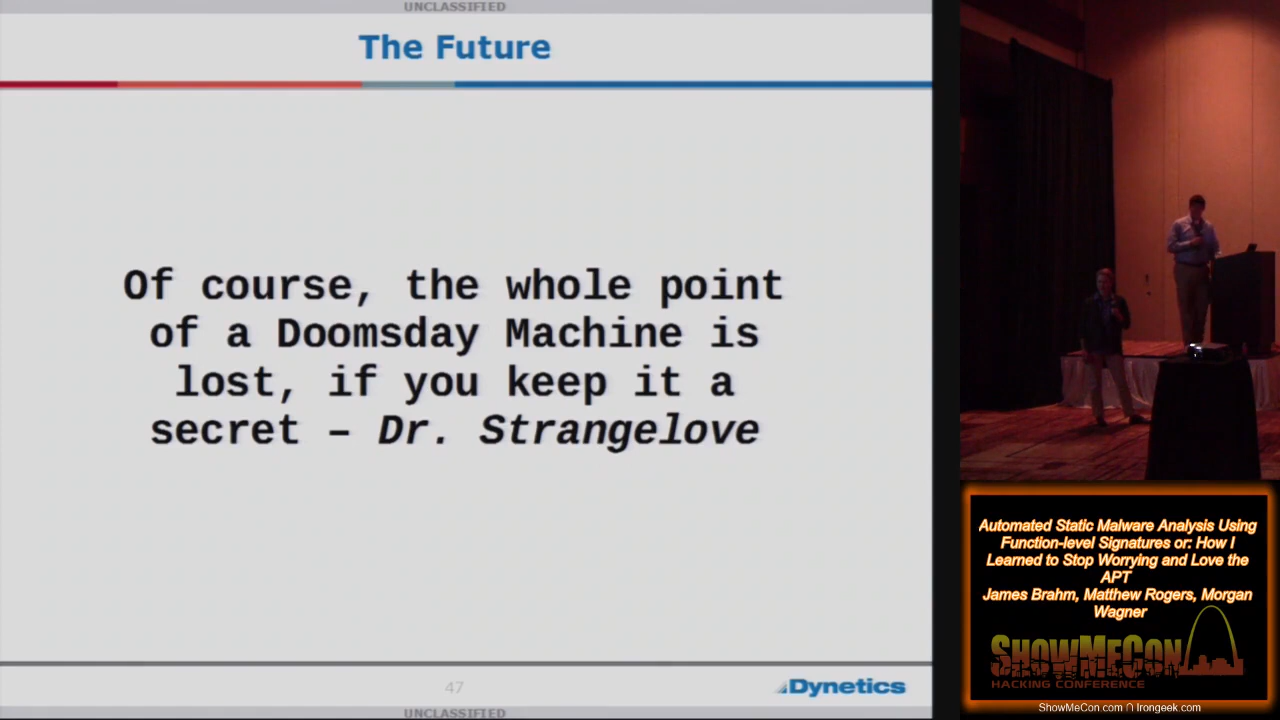 UNCLASSIFIED
The Future
Of course, the whole point
of a Doomsday Machine is
lost, if you keep it a
secret – Dr. Strangelove
47
Dynetics
UNCLASSIFIED
Automated Static Malware Analysis Using
Function-level Signatures or: How I
Learned to Stop Worrying and Love the
APT
James Brahm, Matthew Rogers, Morgan
Wagner
SHOWMECON
HACKING CONFERENCE
ShowMeCon.com ∩ Irongeek.com